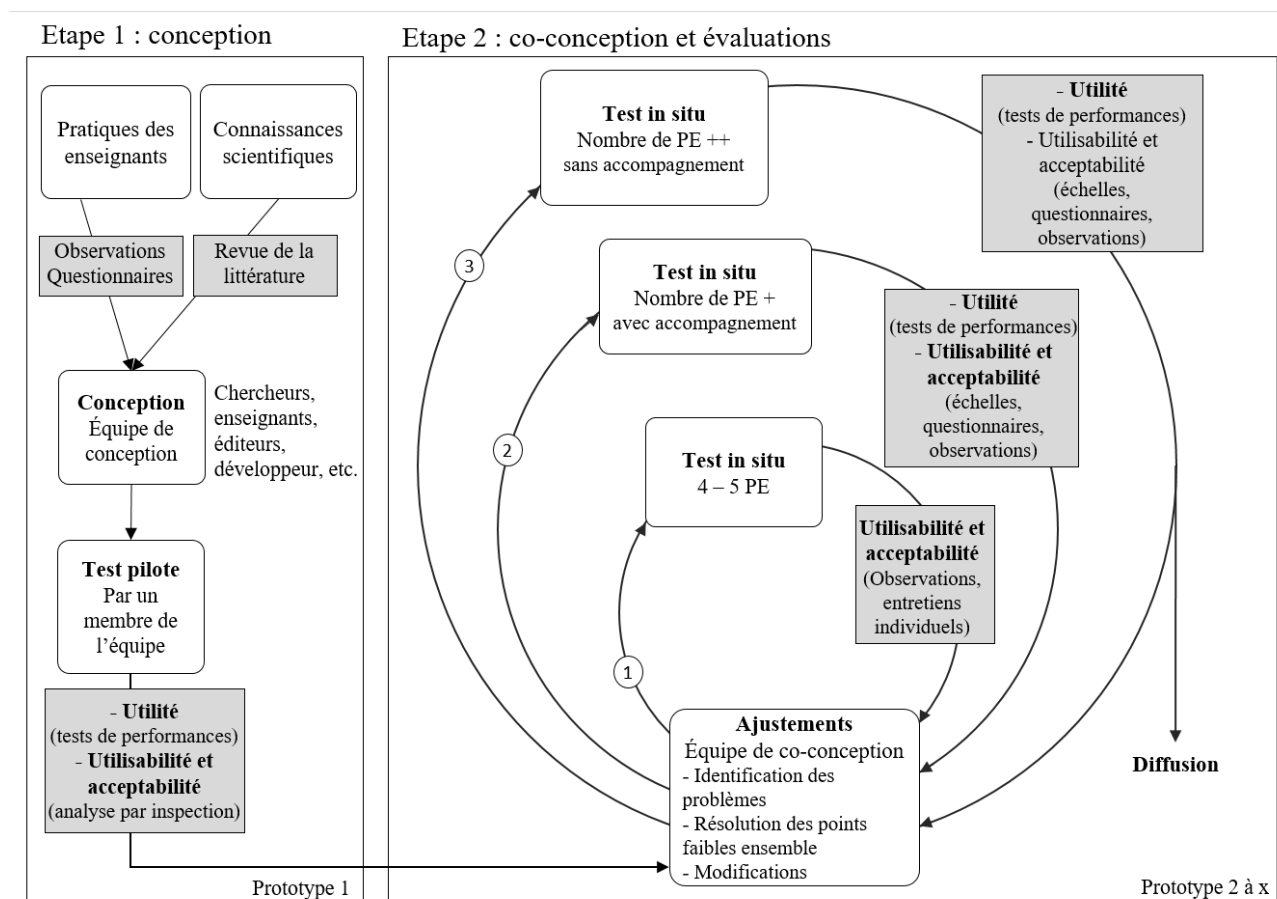 Etape 1 : conception
Pratiques des
enseignants
Connaissances
scientifiques
Observations
Questionnaires
Revue de la
littérature
Conception
Équipe de
conception
Chercheurs,
enseignants,
éditeurs,
développeur, etc.
Test pilote
Par un
membre de
l’équipe
- Utilité
(tests de performances)
- Utilisabilité et
acceptabilité
(analyse par inspection)
Prototype 1
Etape 2 : co-conception et évaluations
Test in situ
Nombre de PE ++
sans accompagnement
- Utilité
(tests de performances)
- Utilisabilité et
acceptabilité
(échelles,
questionnaires,
observations)
3
Test in situ
Nombre de PE +
avec accompagnement
- Utilité
(tests de performances)
- Utilisabilité et
acceptabilité
(échelles,
questionnaires,
observations)
2
Test in situ
4 – 5 PE
Utilisabilité et
acceptabilité
(Observations,
entretiens
individuels)
1
Ajustements
Équipe de co-conception
- Identification des
problèmes
- Résolution des points
faibles ensemble
- Modifications
Diffusion
Prototype 2 à x